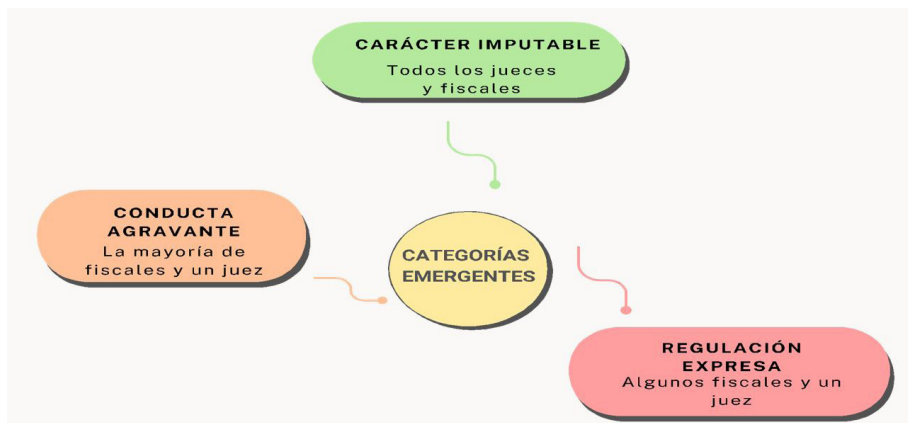 CARÁCTER IMPUTABLE
Todos los jueces
y fiscales
CONDUCTA
AGRAVANTE
La mayoría de
fiscales y un juez
CATEGORÍAS
EMERGENTES
REGULACIÓN
EXPRESA
Algunos fiscales y un
juez